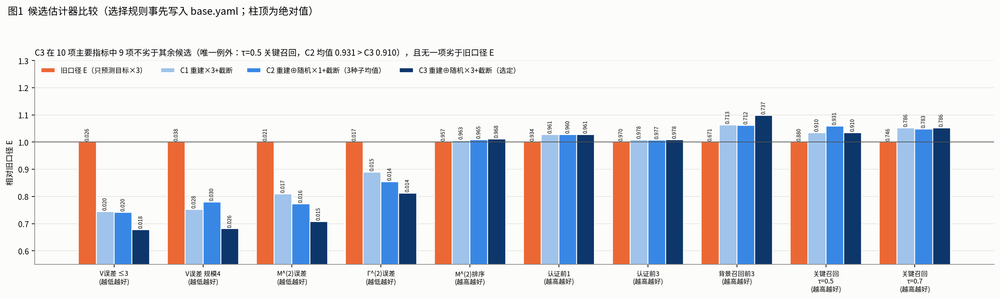 图1 候选估计器比较（选择规则事先写入 base.yaml；柱顶为绝对值）
C3 在 10 项主要指标中 9 项不劣于其余候选（唯一例外：τ=0.5 关键召回，C2 均值 0.931 > C3 0.910），且无一项劣于旧口径 E
旧口径 E（只预测目标×3）
C1 重建×3+截断
C2 重建⊕随机×1+截断（3种子均值）
C3 重建⊕随机×3+截断（选定）
相对旧口径 E
1.3
1.2
1.1
1.0
0.9
0.8
0.7
0.6
0.026
0.020
0.020
0.018
0.038
0.028
0.030
0.026
0.021
0.017
0.016
0.015
0.017
0.015
0.014
0.014
0.957
0.963
0.965
0.968
0.934
0.961
0.960
0.961
0.970
0.978
0.977
0.978
0.671
0.713
0.712
0.737
0.880
0.910
0.931
0.910
0.746
0.786
0.783
0.786
V误差 ≤3
(越低越好)
V误差 规模4
(越低越好)
M^(2)误差
(越低越好)
Γ^(2)误差
(越低越好)
M^(2)排序
(越高越好)
认证前1
(越高越好)
认证前3
(越高越好)
背景召回前3
(越高越好)
关键召回
τ=0.5
(越高越好)
关键召回
τ=0.7
(越高越好)